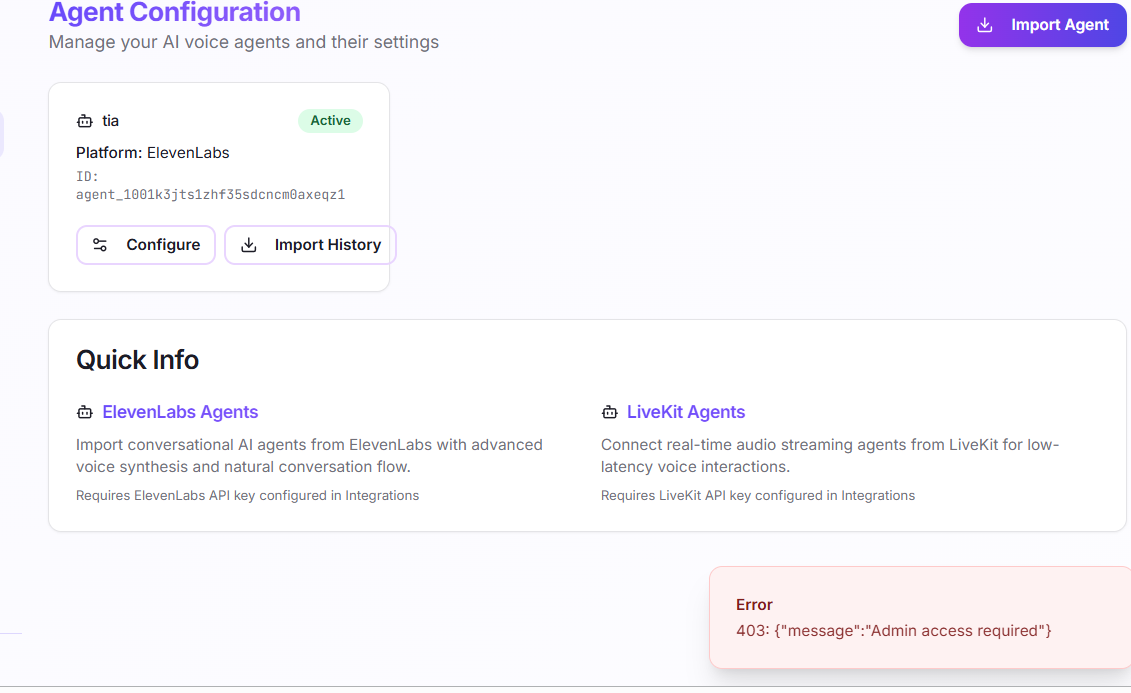 Agent Configuration
Manage your AI voice agents and their settings
Import Agent
tia
Active
Platform: ElevenLabs
ID:
agent_1001k3jts1zhf35sdcncm0axeqz1
Configure
Import History
Quick Info
ElevenLabs Agents
Import conversational AI agents from ElevenLabs with advanced
voice synthesis and natural conversation flow.
Requires ElevenLabs API key configured in Integrations
LiveKit Agents
Connect real-time audio streaming agents from LiveKit for low-
latency voice interactions.
Requires LiveKit API key configured in Integrations
Error
403: {"message":"Admin access required"}